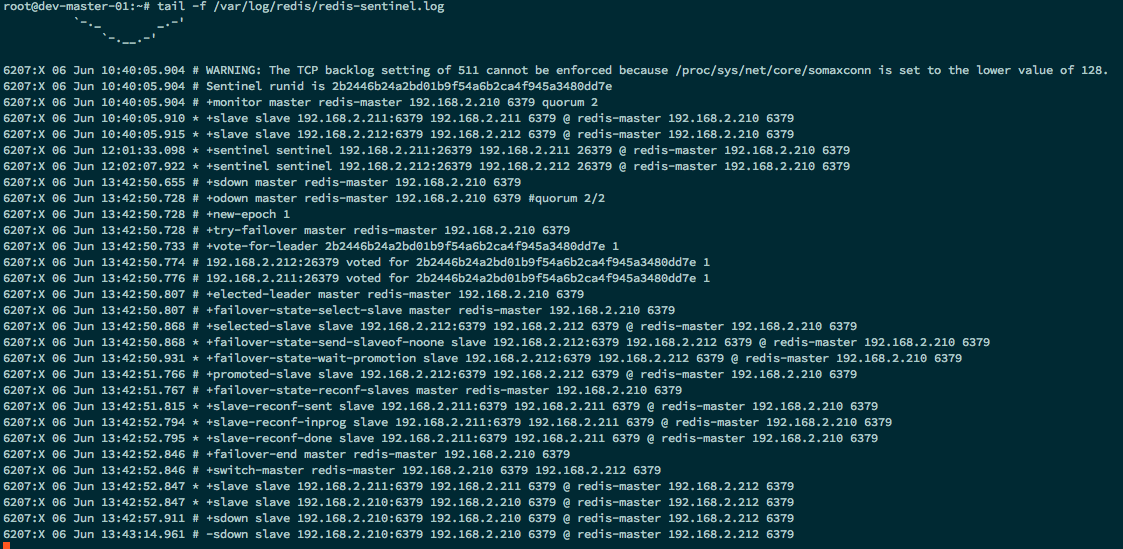 root@dev-master-01:~# tail -f /var/log/redis/redis-sentinel.log
`-._ _.-'
`-.__.-'
6207:X 06 Jun 10:40:05.904 # WARNING: The TCP backlog setting of 511 cannot be enforced because /proc/sys/net/core/somaxconn is set to the lower value of 128.
6207:X 06 Jun 10:40:05.904 # Sentinel runid is 2b2446b24a2bd01b9f54a6b2ca4f945a3480dd7e
6207:X 06 Jun 10:40:05.904 # +monitor master redis-master 192.168.2.210 6379 quorum 2
6207:X 06 Jun 10:40:05.910 * +slave slave 192.168.2.211:6379 192.168.2.211 6379 @ redis-master 192.168.2.210 6379
6207:X 06 Jun 10:40:05.915 * +slave slave 192.168.2.212:6379 192.168.2.212 6379 @ redis-master 192.168.2.210 6379
6207:X 06 Jun 12:01:33.098 * +sentinel sentinel 192.168.2.211:26379 192.168.2.211 26379 @ redis-master 192.168.2.210 6379
6207:X 06 Jun 12:02:07.922 * +sentinel sentinel 192.168.2.212:26379 192.168.2.212 26379 @ redis-master 192.168.2.210 6379
6207:X 06 Jun 13:42:50.655 # +sdown master redis-master 192.168.2.210 6379
6207:X 06 Jun 13:42:50.728 # +odown master redis-master 192.168.2.210 6379 #quorum 2/2
6207:X 06 Jun 13:42:50.728 # +new-epoch 1
6207:X 06 Jun 13:42:50.728 # +try-failover master redis-master 192.168.2.210 6379
6207:X 06 Jun 13:42:50.733 # +vote-for-leader 2b2446b24a2bd01b9f54a6b2ca4f945a3480dd7e 1
6207:X 06 Jun 13:42:50.774 # 192.168.2.212:26379 voted for 2b2446b24a2bd01b9f54a6b2ca4f945a3480dd7e 1
6207:X 06 Jun 13:42:50.776 # 192.168.2.211:26379 voted for 2b2446b24a2bd01b9f54a6b2ca4f945a3480dd7e 1
6207:X 06 Jun 13:42:50.807 # +elected-leader master redis-master 192.168.2.210 6379
6207:X 06 Jun 13:42:50.807 # +failover-state-select-slave master redis-master 192.168.2.210 6379
6207:X 06 Jun 13:42:50.868 # +selected-slave slave 192.168.2.212:6379 192.168.2.212 6379 @ redis-master 192.168.2.210 6379
6207:X 06 Jun 13:42:50.868 * +failover-state-send-slaveof-noone slave 192.168.2.212:6379 192.168.2.212 6379 @ redis-master 192.168.2.210 6379
6207:X 06 Jun 13:42:50.931 * +failover-state-wait-promotion slave 192.168.2.212:6379 192.168.2.212 6379 @ redis-master 192.168.2.210 6379
6207:X 06 Jun 13:42:51.766 # +promoted-slave slave 192.168.2.212:6379 192.168.2.212 6379 @ redis-master 192.168.2.210 6379
6207:X 06 Jun 13:42:51.767 # +failover-state-reconf-slaves master redis-master 192.168.2.210 6379
6207:X 06 Jun 13:42:51.815 * +slave-reconf-sent slave 192.168.2.211:6379 192.168.2.211 6379 @ redis-master 192.168.2.210 6379
6207:X 06 Jun 13:42:52.794 * +slave-reconf-inprog slave 192.168.2.211:6379 192.168.2.211 6379 @ redis-master 192.168.2.210 6379
6207:X 06 Jun 13:42:52.795 * +slave-reconf-done slave 192.168.2.211:6379 192.168.2.211 6379 @ redis-master 192.168.2.210 6379
6207:X 06 Jun 13:42:52.846 # +failover-end master redis-master 192.168.2.210 6379
6207:X 06 Jun 13:42:52.846 # +switch-master redis-master 192.168.2.210 6379 192.168.2.212 6379
6207:X 06 Jun 13:42:52.847 * +slave slave 192.168.2.211:6379 192.168.2.211 6379 @ redis-master 192.168.2.212 6379
6207:X 06 Jun 13:42:52.847 * +slave slave 192.168.2.210:6379 192.168.2.210 6379 @ redis-master 192.168.2.212 6379
6207:X 06 Jun 13:42:57.911 # +sdown slave 192.168.2.210:6379 192.168.2.210 6379 @ redis-master 192.168.2.212 6379
6207:X 06 Jun 13:43:14.961 # -sdown slave 192.168.2.210:6379 192.168.2.210 6379 @ redis-master 192.168.2.212 6379